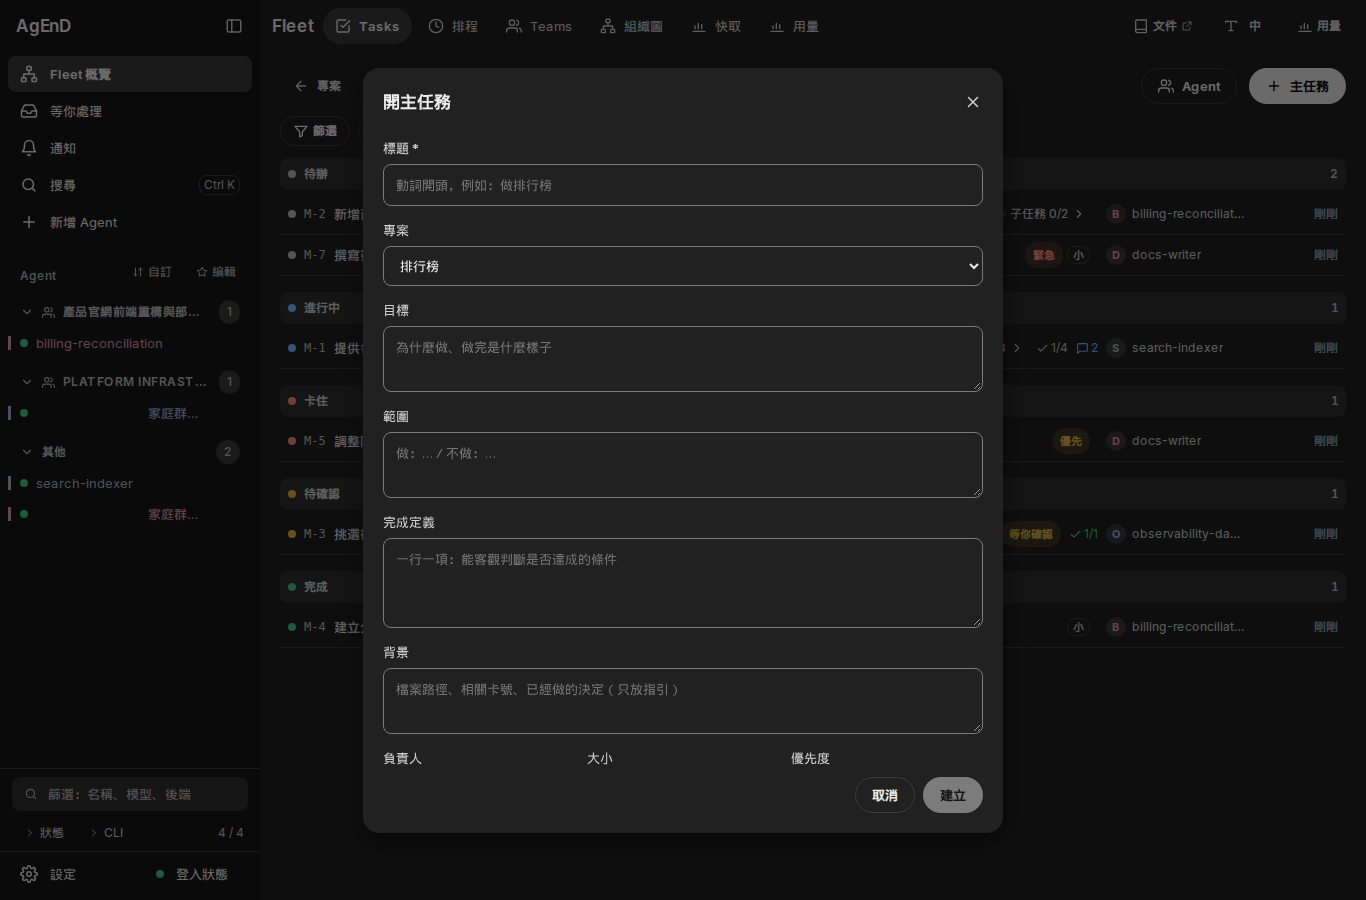 AgEnD
Fleet 概覽
等你處理
通知
搜尋
Ctrl K
新增 Agent
Agent
自訂
編輯
產品官網前端重構與部...
1
billing-reconciliation
PLATFORM INFRAST...
1
家庭群...
其他
2
search-indexer
家庭群...
篩選: 名稱、模型、後端
狀態
CLI
4 / 4
設定
登入狀態
Fleet
Tasks
排程
Teams
組織圖
快取
用量
文件
中
用量
專案
Agent
主任務
篩選
待辦
2
M-2 新增
子任務 0/2
B
billing-reconciliat...
剛剛
M-7 撰寫
緊急
小
D
docs-writer
剛剛
進行中
1
M-1 提供
1/4
2
S
search-indexer
剛剛
卡住
1
M-5 調整
優先
D
docs-writer
剛剛
待確認
1
M-3 挑選
等你確認
1/1
O
observability-da...
剛剛
完成
1
M-4 建立
小
B
billing-reconciliat...
剛剛
開主任務
標題 *
動詞開頭, 例如: 做排行榜
專案
排行榜
目標
為什麼做、做完是什麼樣子
範圍
做: ... / 不做: ...
完成定義
一行一項: 能客觀判斷是否達成的條件
背景
檔案路徑、相關卡號、已經做的決定 ( 只放指引 )
負責人
大小
優先度
取消
建立